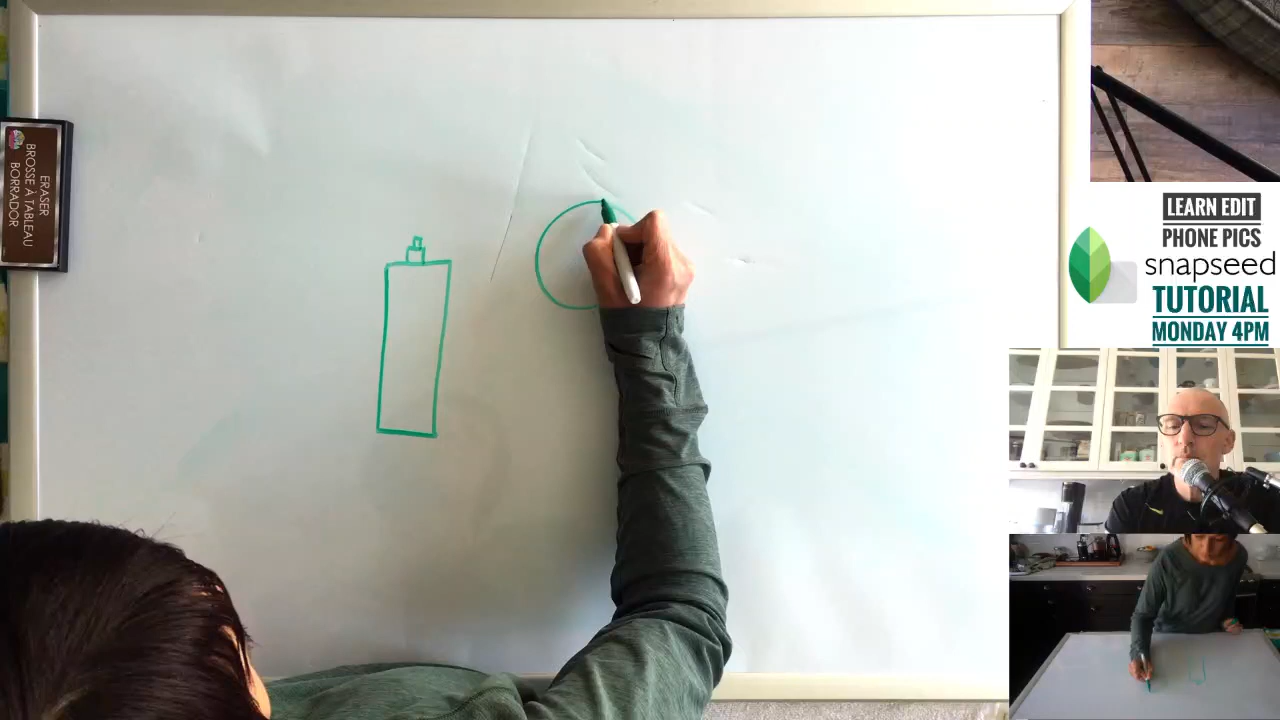 ERASER
BROSSE À TABLEAU
BORRADOR
LEARN EDIT
PHONE PICS
snapseed
TUTORIAL
MONDAY 4PM